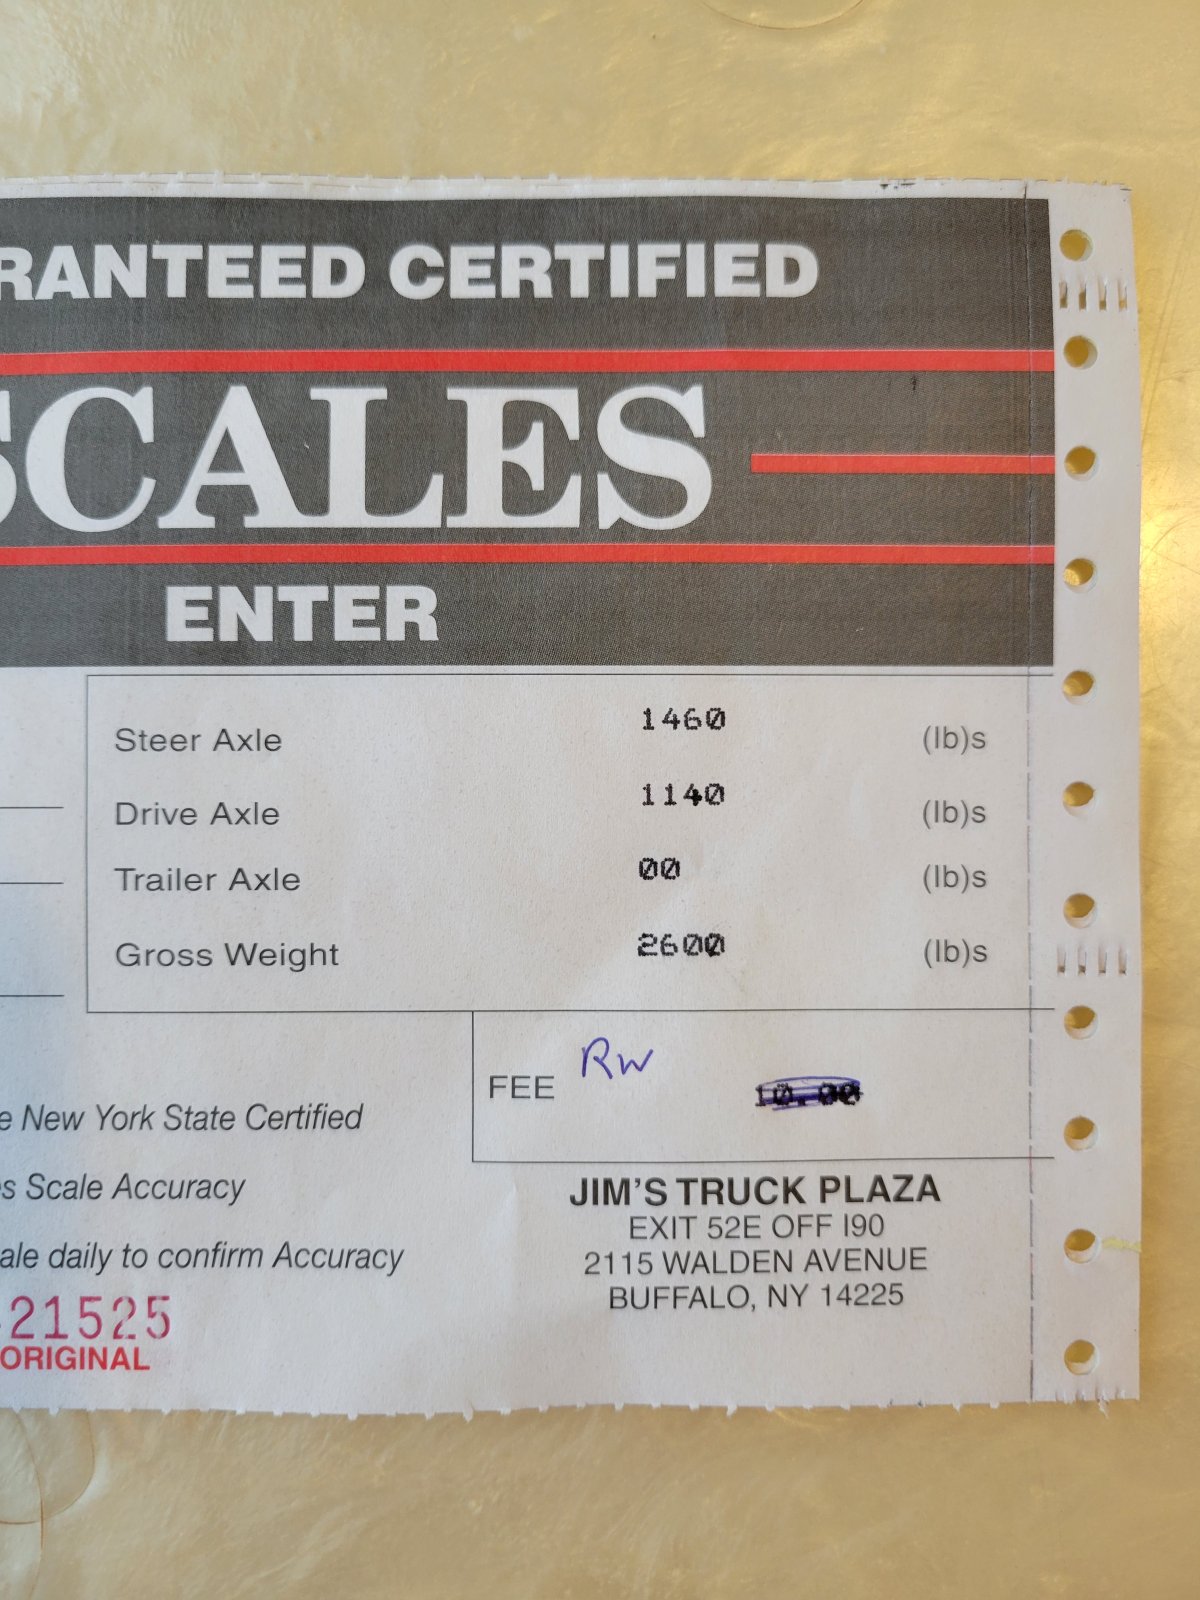 RANTEED CERTIFIED
SCALES
ENTER
Steer Axle 1460 (lb)s
Drive Axle 1140 (lb)s
Trailer Axle 00 (lb)s
Gross Weight 2600 (lb)s
FEE RW 10.00
e New York State Certified
s Scale Accuracy
ale daily to confirm Accuracy
21525
ORIGINAL
JIM'S TRUCK PLAZA
EXIT 52E OFF I90
2115 WALDEN AVENUE
BUFFALO, NY 14225